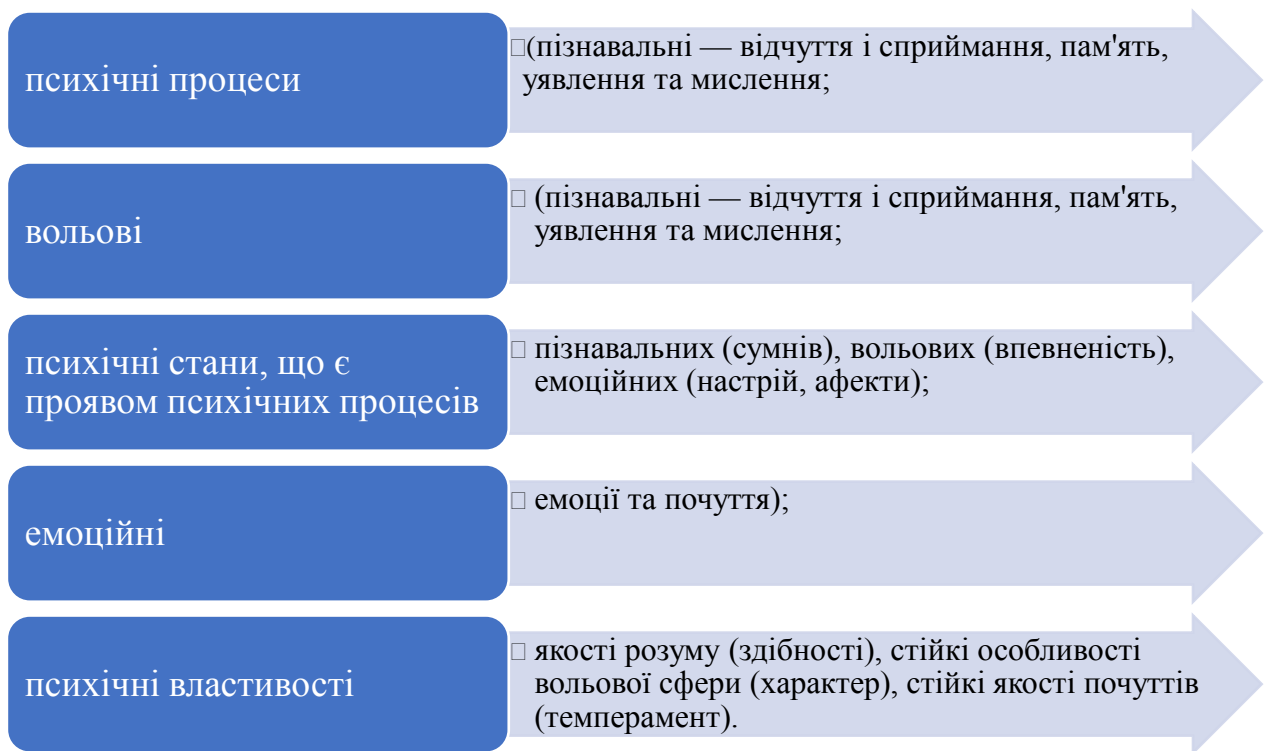 психічні процеси
(пізнавальні — відчуття і сприймання, пам'ять,
уявлення та мислення;
вольові
(пізнавальні — відчуття і сприймання, пам'ять,
уявлення та мислення;
психічні стани, що є
проявом психічних процесів
пізнавальних (сумнів), вольових (впевненість),
емоційних (настрій, афекти);
емоційні
емоції та почуття);
психічні властивості
якості розуму (здібності), стійкі особливості
вольової сфери (характер), стійкі якості почуттів
(темперамент).